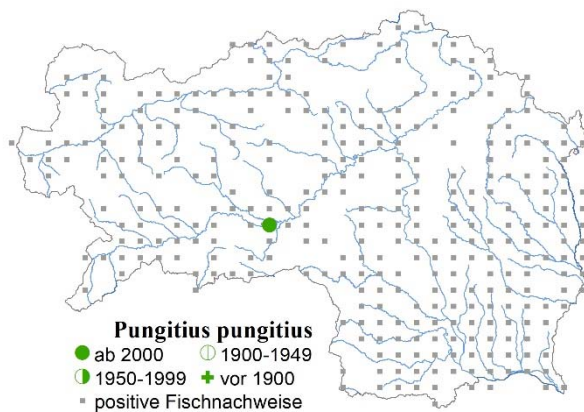 Pungitius pungitius
ab 2000 1900-1949
1950-1999 vor 1900
positive Fischnachweise